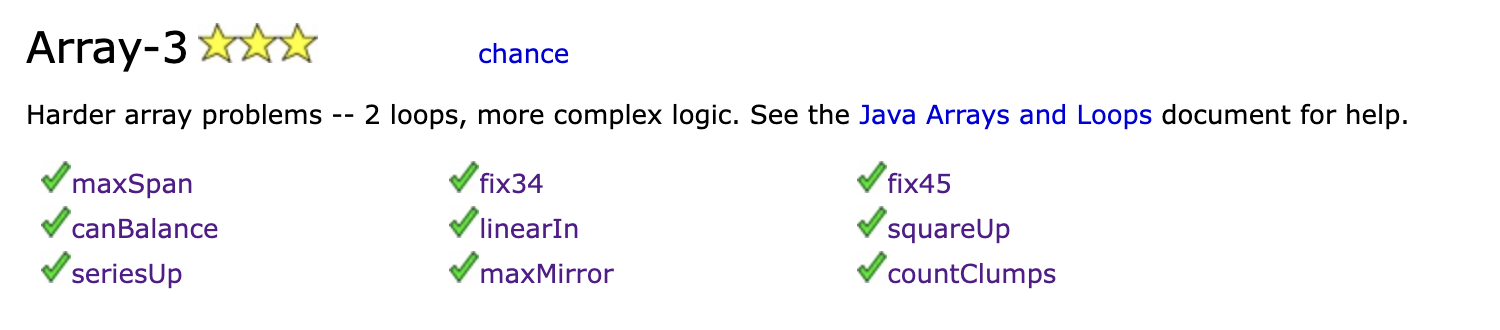 Array-3 chance
Harder array problems -- 2 loops, more complex logic. See the Java Arrays and Loops document for help.
maxSpan fix34 fix45
canBalance linearIn squareUp
seriesUp maxMirror countClumps